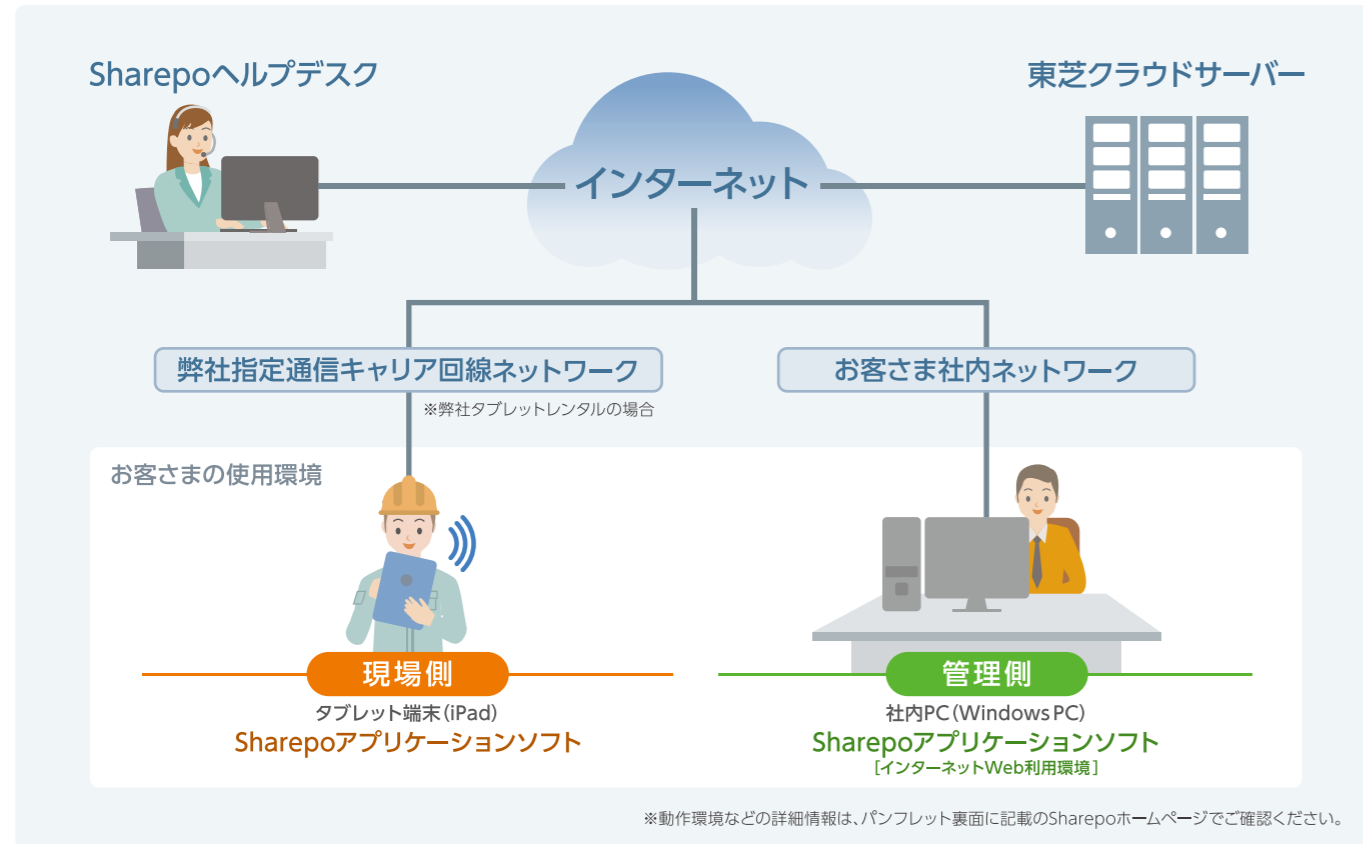 Sharepoヘルプデスク
東芝クラウドサーバー
インターネット
弊社指定通信キャリア回線ネットワーク
お客さま社内ネットワーク
※弊社タブレットレンタルの場合
お客さまの使用環境
現場側
タブレット端末(iPad)
Sharepoアプリケーションソフト
管理側
社内PC(Windows PC)
Sharepoアプリケーションソフト
[インターネットWeb利用環境]
※動作環境などの詳細情報は、パンフレット裏面に記載のSharepoホームページでご確認ください。